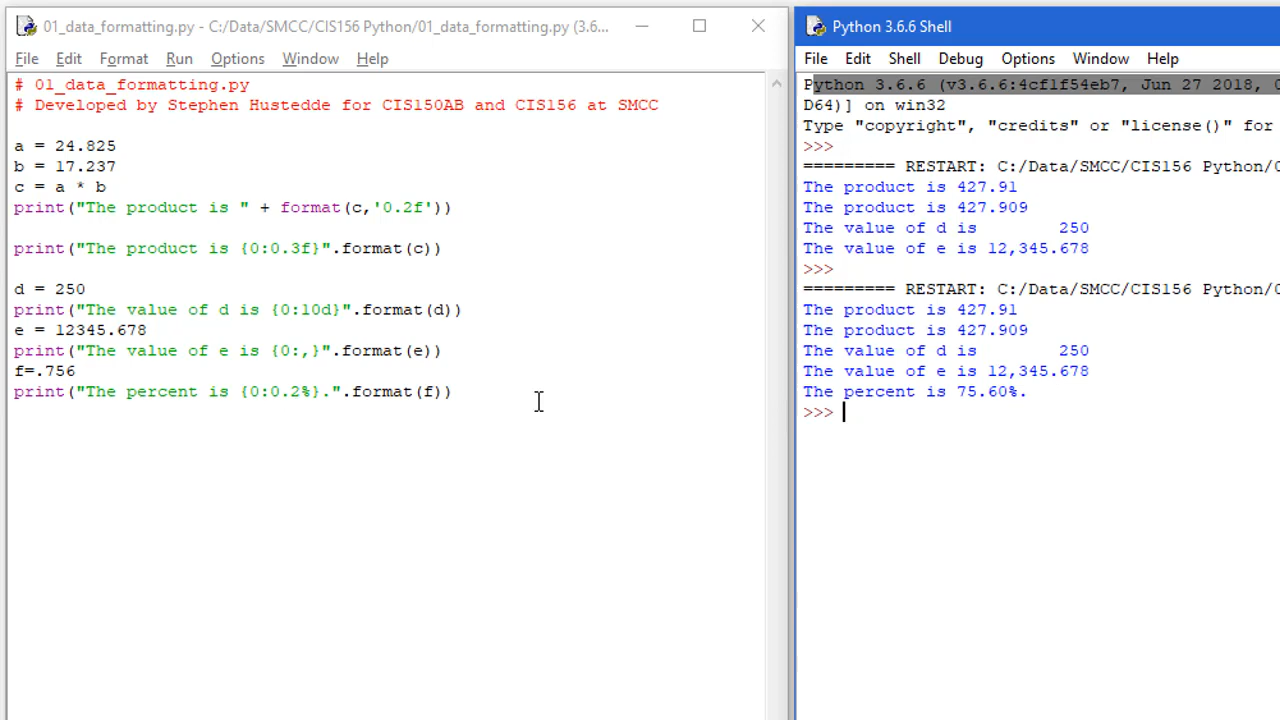 01_data_formatting.py - C:/Data/SMCC/CIS156 Python/01_data_formatting.py (3.6...
File Edit Format Run Options Window Help
# 01_data_formatting.py
# Developed by Stephen Hustedde for CIS150AB and CIS156 at SMCC
a = 24.825
b = 17.237
c = a * b
print("The product is " + format(c,'0.2f'))
print("The product is {0:0.3f}".format(c))
d = 250
print("The value of d is {0:10d}".format(d))
e = 12345.678
print("The value of e is {0:,}".format(e))
f=.756
print("The percent is {0:0.2%}.".format(f))
Python 3.6.6 Shell
File Edit Shell Debug Options Window Help
Python 3.6.6 (v3.6.6:4cf1f54eb7, Jun 27 2018,
D64)] on win32
Type "copyright", "credits" or "license()" for
>>>
========= RESTART: C:/Data/SMCC/CIS156 Python/
The product is 427.91
The product is 427.909
The value of d is        250
The value of e is 12,345.678
>>>
========= RESTART: C:/Data/SMCC/CIS156 Python/
The product is 427.91
The product is 427.909
The value of d is        250
The value of e is 12,345.678
The percent is 75.60%.
>>>